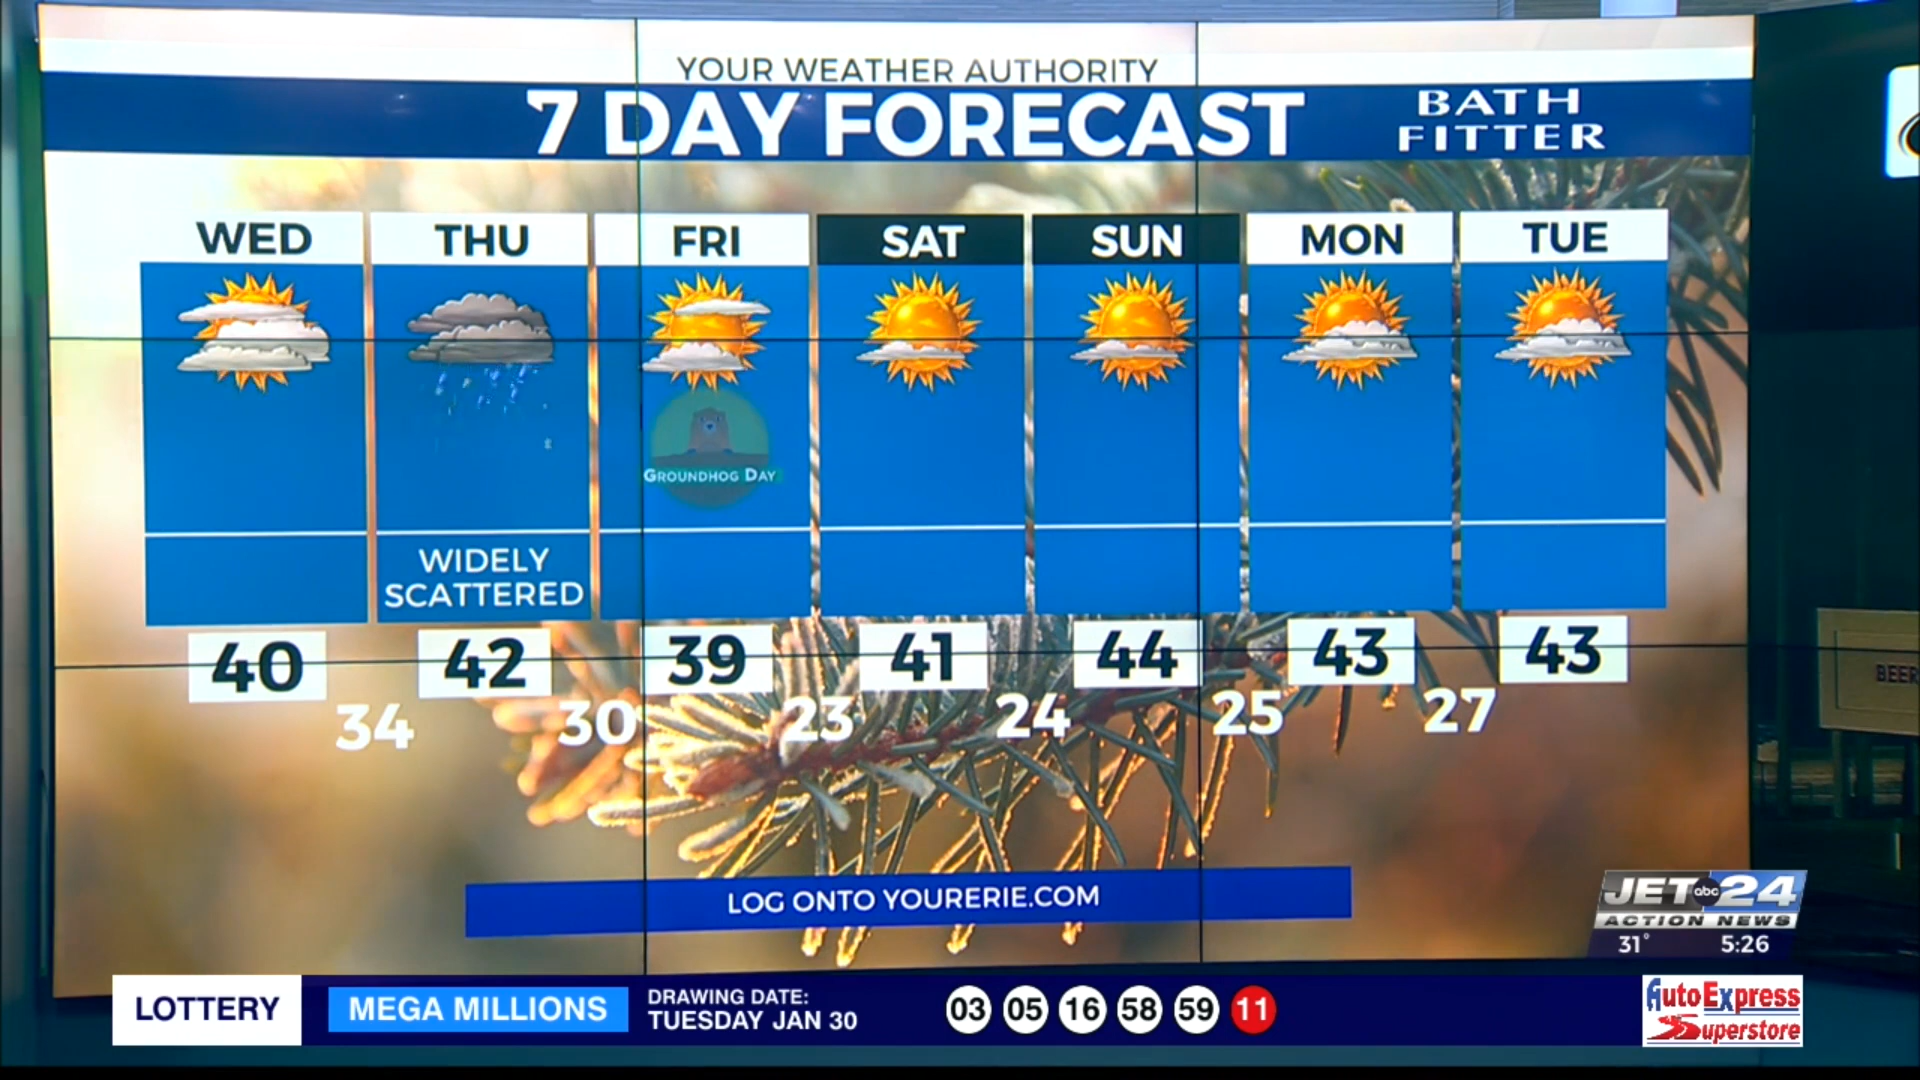 YOUR WEATHER AUTHORITY
7 DAY FORECAST
BATH
FITTER
WED THU FRI SAT SUN MON TUE
GROUNDHOG DAY
WIDELY
SCATTERED
40 42 39 41 44 43 43
34 30 23 24 25 27
LOG ONTO YOURERIE.COM
BEER
JET abc 24
ACTION NEWS
31° 5:26
LOTTERY
MEGA MILLIONS
DRAWING DATE:
TUESDAY JAN 30
03 05 16 58 59 11
AutoExpress
Superstore